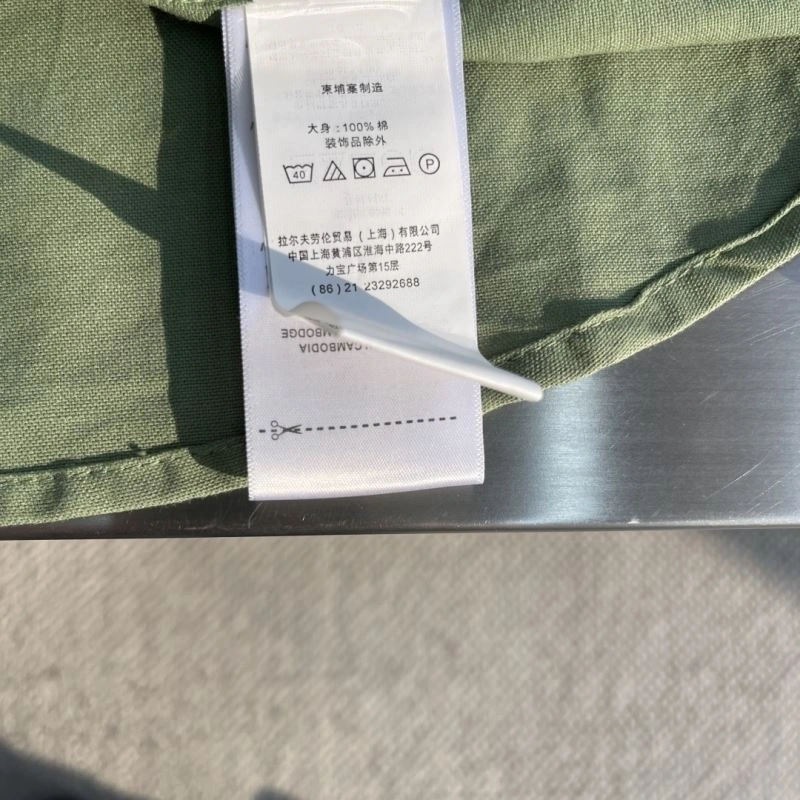 柬埔寨制造
大身：100% 棉
装饰品除外
40
P
拉尔夫劳伦贸易（上海）有限公司
中国上海黄浦区淮海中路222号
力宝广场第15层
(86)21 23292688
CAMBODIA